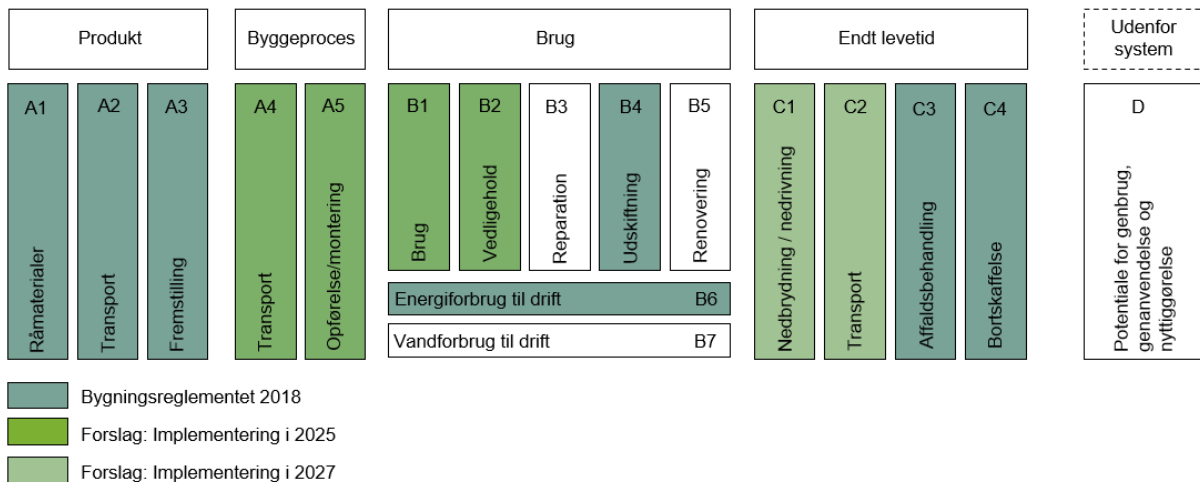 Produkt
Byggeproces
Brug
Endt levetid
Udenfor
system
A1
Råmaterialer
A2
Transport
A3
Fremstilling
A4
Transport
A5
Opførelse/montering
B1
Brug
B2
Vedligehold
B3
Reparation
B4
Udskiftning
B5
Renovering
Energiforbrug til drift B6
Vandforbrug til drift B7
C1
Nedbrydning / nedrivning
C2
Transport
C3
Affaldsbehandling
C4
Bortskaffelse
D
Potentiale for genbrug,
genanvendelse og
nyttiggørelse
Bygningsreglementet 2018
Forslag: Implementering i 2025
Forslag: Implementering i 2027